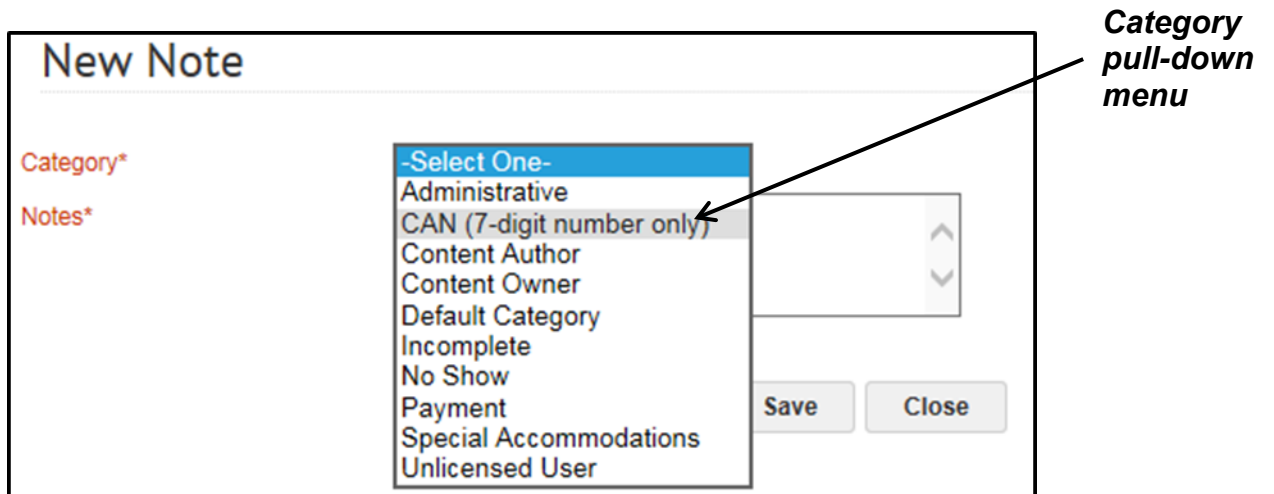 Category
pull-down
menu
New Note
Category*
-Select One-
Administrative
Notes*
CAN (7-digit number only)
Content Author
Content Owner
Default Category
Incomplete
No Show
Payment
Save
Close
Special Accommodations
Unlicensed User